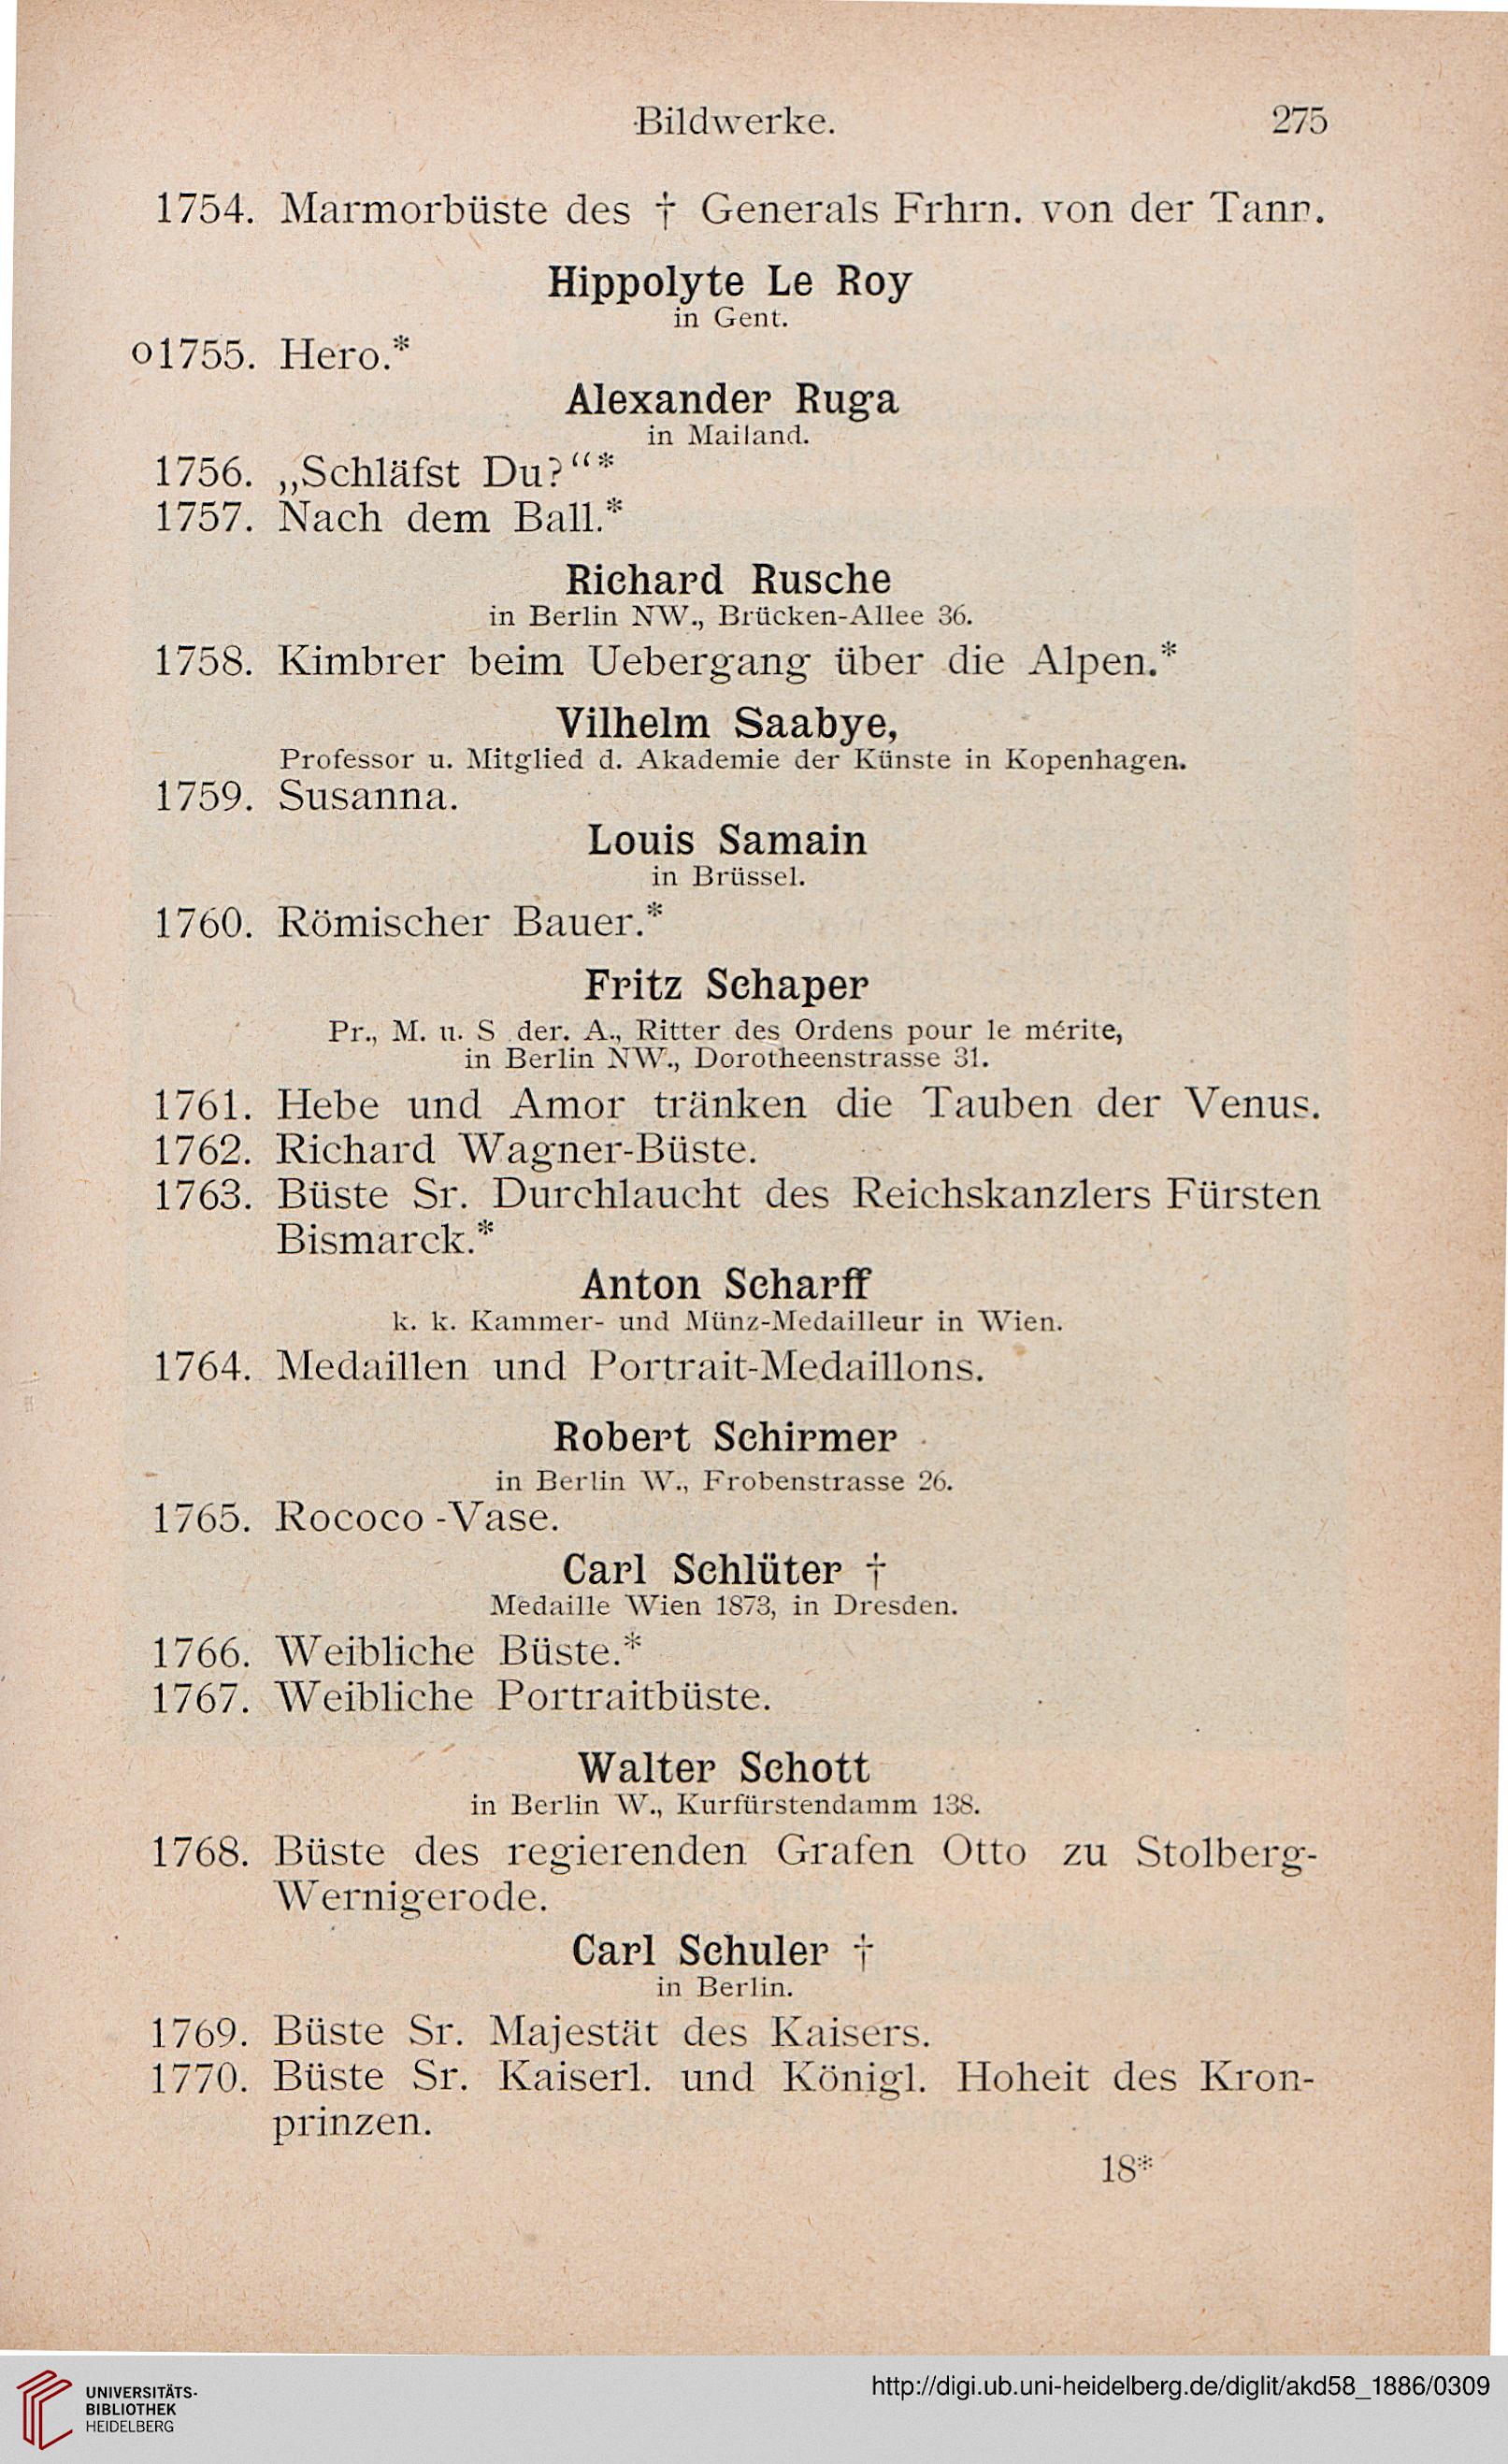 Bildwerke. 275
1754. Marmorbüste des † Generals Frhrn. von der Tann.
Hippolyte Le Roy
in Gent.
o1755. Hero.*
Alexander Ruga
in Mailand.
1756. „Schläfst Du?“*
1757. Nach dem Ball.*
Richard Rusche
in Berlin NW., Brücken-Allee 36.
1758. Kimbrer beim Uebergang über die Alpen.*
Vilhelm Saabye,
Professor u. Mitglied d. Akademie der Künste in Kopenhagen.
1759. Susanna.
Louis Samain
in Brüssel.
1760. Römischer Bauer.*
Fritz Schaper
Pr., M. u. S der. A., Ritter des Ordens pour le mérite,
in Berlin NW., Dorotheenstrasse 31.
1761. Hebe und Amor tränken die Tauben der Venus.
1762. Richard Wagner-Büste.
1763. Büste Sr. Durchlaucht des Reichskanzlers Fürsten
Bismarck.*
Anton Scharff
k. k. Kammer- und Münz-Medailleur in Wien.
1764. Medaillen und Portrait-Medaillons.
Robert Schirmer
in Berlin W., Frobenstrasse 26.
1765. Rococo-Vase.
Carl Schlüter †
Medaille Wien 1873, in Dresden.
1766. Weibliche Büste.*
1767. Weibliche Portraitbüste.
Walter Schott
in Berlin W., Kurfürstendamm 138.
1768. Büste des regierenden Grafen Otto zu Stolberg-
Wernigerode.
Carl Schuler †
in Berlin.
1769. Büste Sr. Majestät des Kaisers.
1770. Büste Sr. Kaiserl. und Königl. Hoheit des Kron-
prinzen.
18*
UNIVERSITÄTS-
BIBLIOTHEK
HEIDELBERG
http://digi.ub.uni-heidelberg.de/diglit/akd58_1886/0309